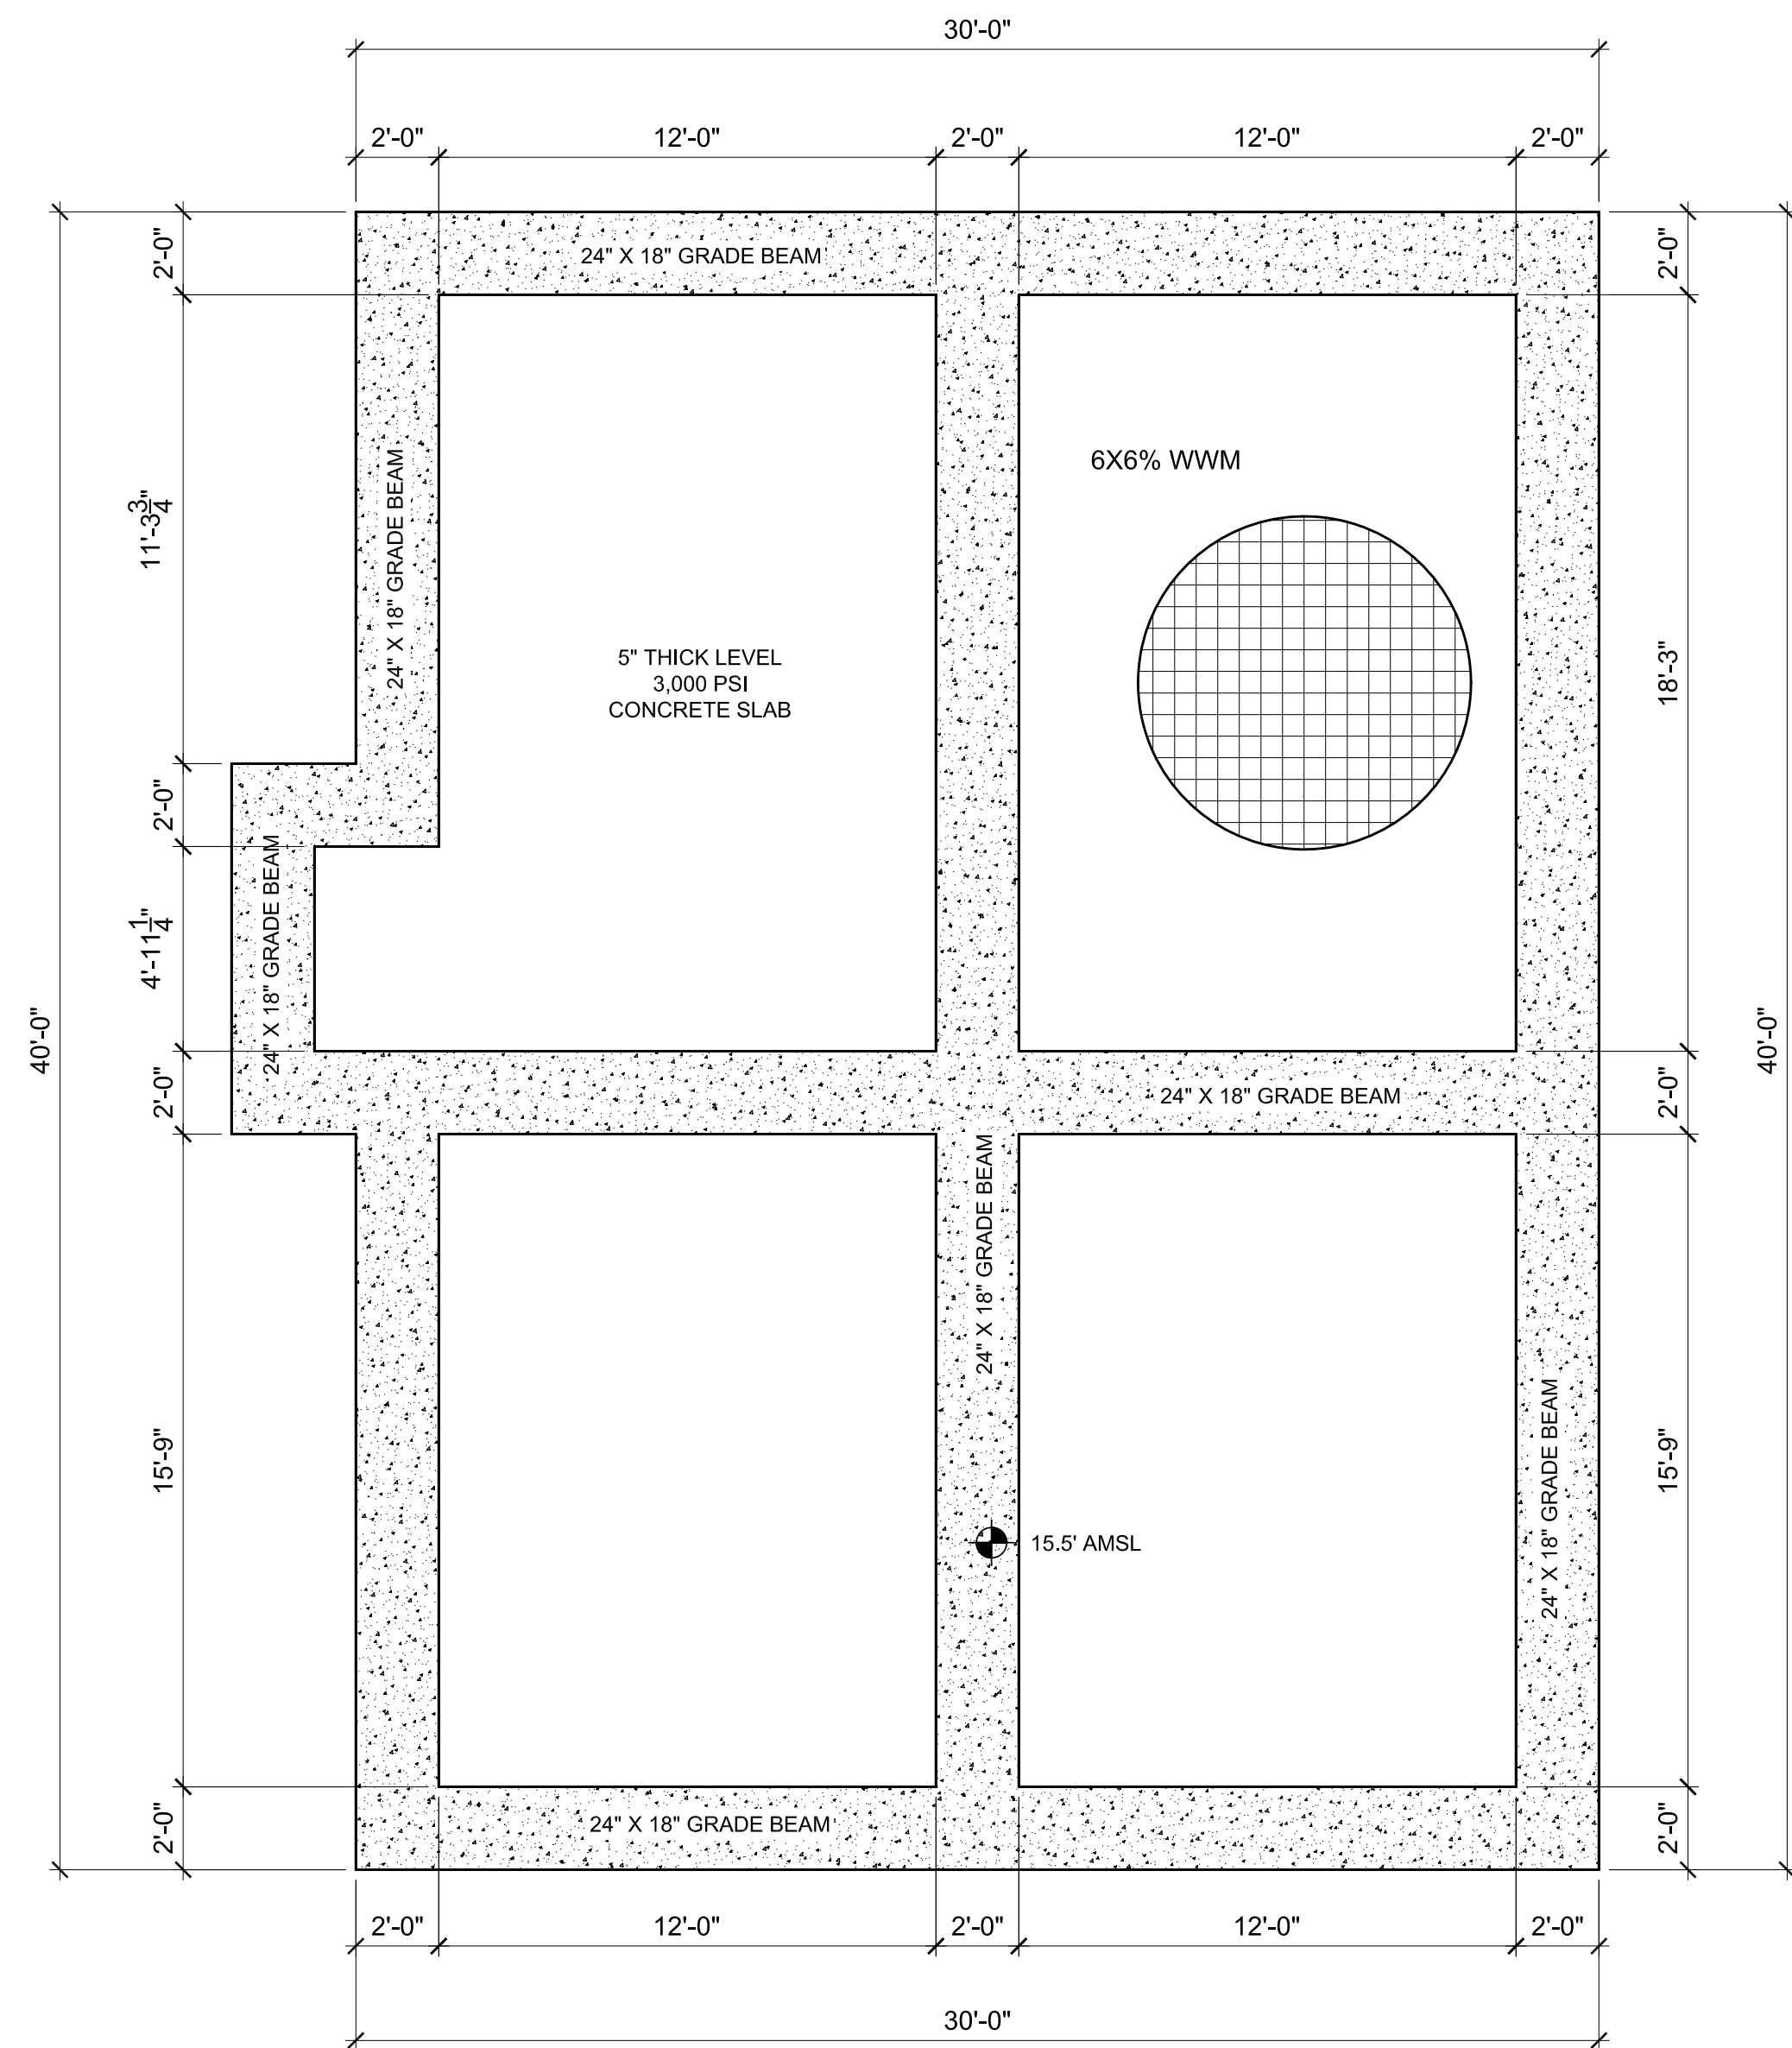 30'-0"
2'-0" 12'-0" 2'-0" 12'-0" 2'-0"
2'-0"
24" X 18" GRADE BEAM
2'-0"
11'-3 3/4"
24" X 18" GRADE BEAM
6X6% WWM
5" THICK LEVEL
3,000 PSI
CONCRETE SLAB
18'-3"
2'-0"
4'-11 1/4"
24" X 18" GRADE BEAM
40'-0"
40'-0"
2'-0"
24" X 18" GRADE BEAM
2'-0"
24" X 18" GRADE BEAM
15'-9"
15'-9"
24" X 18" GRADE BEAM
15.5' AMSL
2'-0"
24" X 18" GRADE BEAM
2'-0"
2'-0" 12'-0" 2'-0" 12'-0" 2'-0"
30'-0"